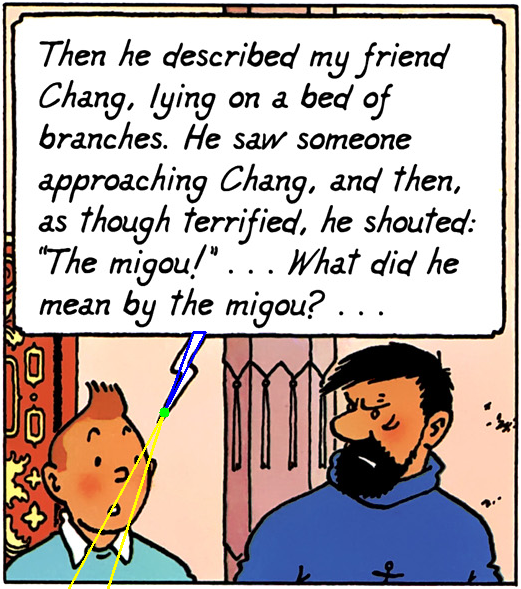 Then he described my friend
Chang, lying on a bed of
branches. He saw someone
approaching Chang, and then,
as though terrified, he shouted:
"The migou!" . . . What did he
mean by the migou? . . .